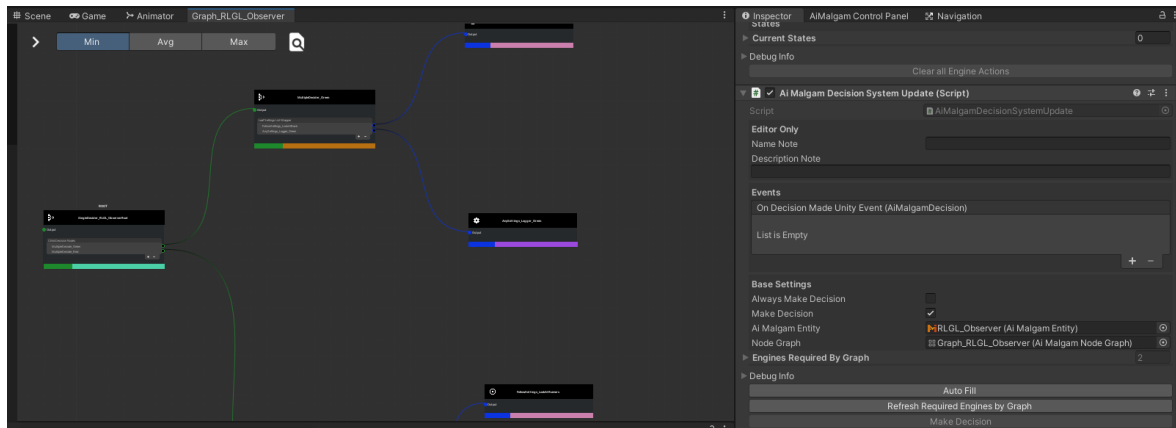 Scene Game Animator Graph_RLGL_Observer
Min Avg Max
Inspector AiMalgam Control Panel Navigation
States
Current States 0
Debug Info
Clear all Engine Actions
Ai Malgam Decision System Update (Script)
Script AiMalgamDecisionSystemUpdate
Editor Only
Name Note
Description Note
Events
On Decision Made Unity Event (AiMalgamDecision)
List is Empty
+ −
Base Settings
Always Make Decision
Make Decision
Ai Malgam Entity RLGL_Observer (Ai Malgam Entity)
Node Graph Graph_RLGL_Observer (Ai Malgam Node Graph)
Engines Required By Graph 2
Debug Info
Auto Fill
Refresh Required Engines by Graph
Make Decision